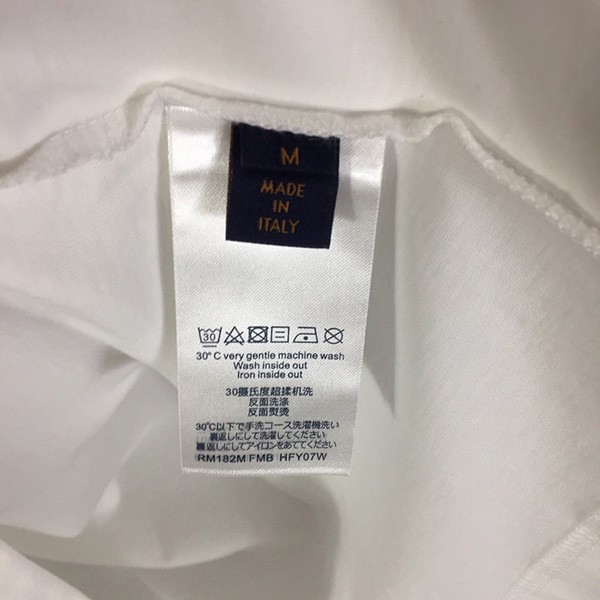 M
MADE
IN
ITALY
30
30°C very gentie machine wash
Wash inside out
Iron inside out
30摄氏度超揉机洗
反面洗涤
反面熨烫
30℃以下で手洗コース洗濯機洗い
裏返しにして洗濯してください
裏返しにしてアイロンをあててください
RM182M FMB HFY07W